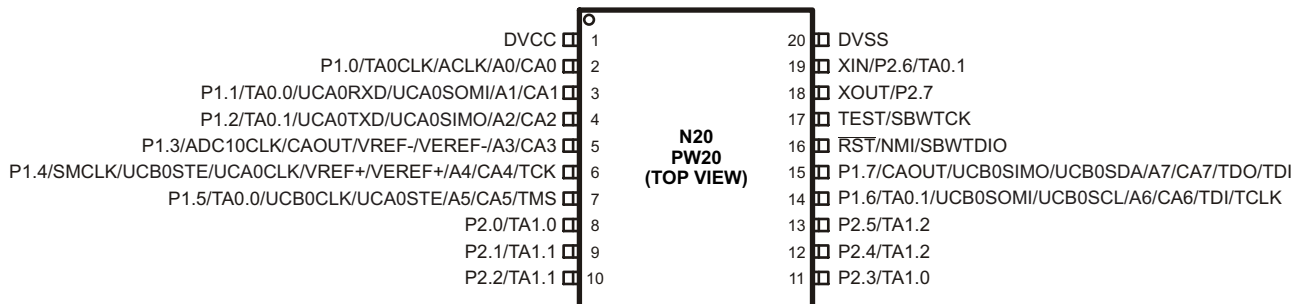 DVCC 1 20 DVSS
P1.0/TA0CLK/ACLK/A0/CA0 2 19 XIN/P2.6/TA0.1
P1.1/TA0.0/UCA0RXD/UCA0SOMI/A1/CA1 3 18 XOUT/P2.7
P1.2/TA0.1/UCA0TXD/UCA0SIMO/A2/CA2 4 17 TEST/SBWTCK
P1.3/ADC10CLK/CAOUT/VREF-/VEREF-/A3/CA3 5 N20 16 RST/NMI/SBWTDIO
PW20
P1.4/SMCLK/UCB0STE/UCA0CLK/VREF+/VEREF+/A4/CA4/TCK 6 (TOP VIEW) 15 P1.7/CAOUT/UCB0SIMO/UCB0SDA/A7/CA7/TDO/TDI
P1.5/TA0.0/UCB0CLK/UCA0STE/A5/CA5/TMS 7 14 P1.6/TA0.1/UCB0SOMI/UCB0SCL/A6/CA6/TDI/TCLK
P2.0/TA1.0 8 13 P2.5/TA1.2
P2.1/TA1.1 9 12 P2.4/TA1.2
P2.2/TA1.1 10 11 P2.3/TA1.0